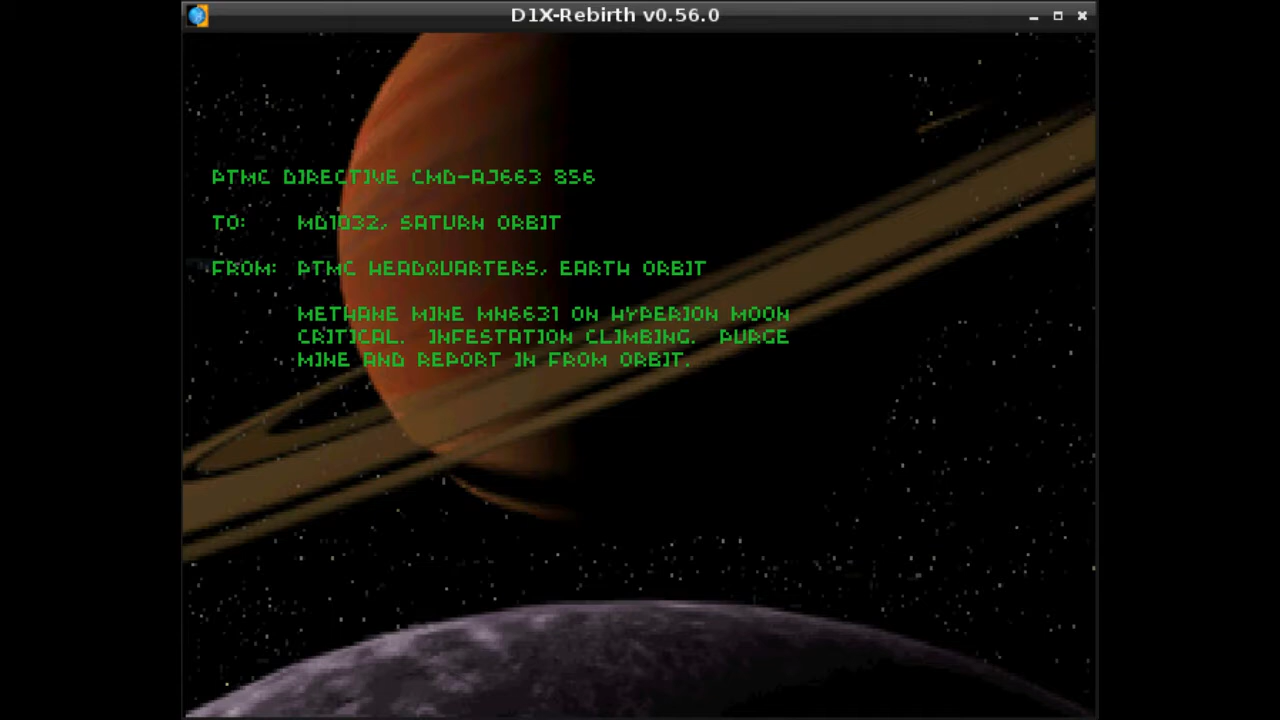 D1X-Rebirth v0.56.0
PTMC DIRECTIVE CMD-AJ663 856
TO: MD1032, SATURN ORBIT
FROM: PTMC HEADQUARTERS, EARTH ORBIT
METHANE MINE MN6631 ON HYPERION MOON
CRITICAL. INFESTATION CLIMBING. PURGE
MINE AND REPORT IN FROM ORBIT.